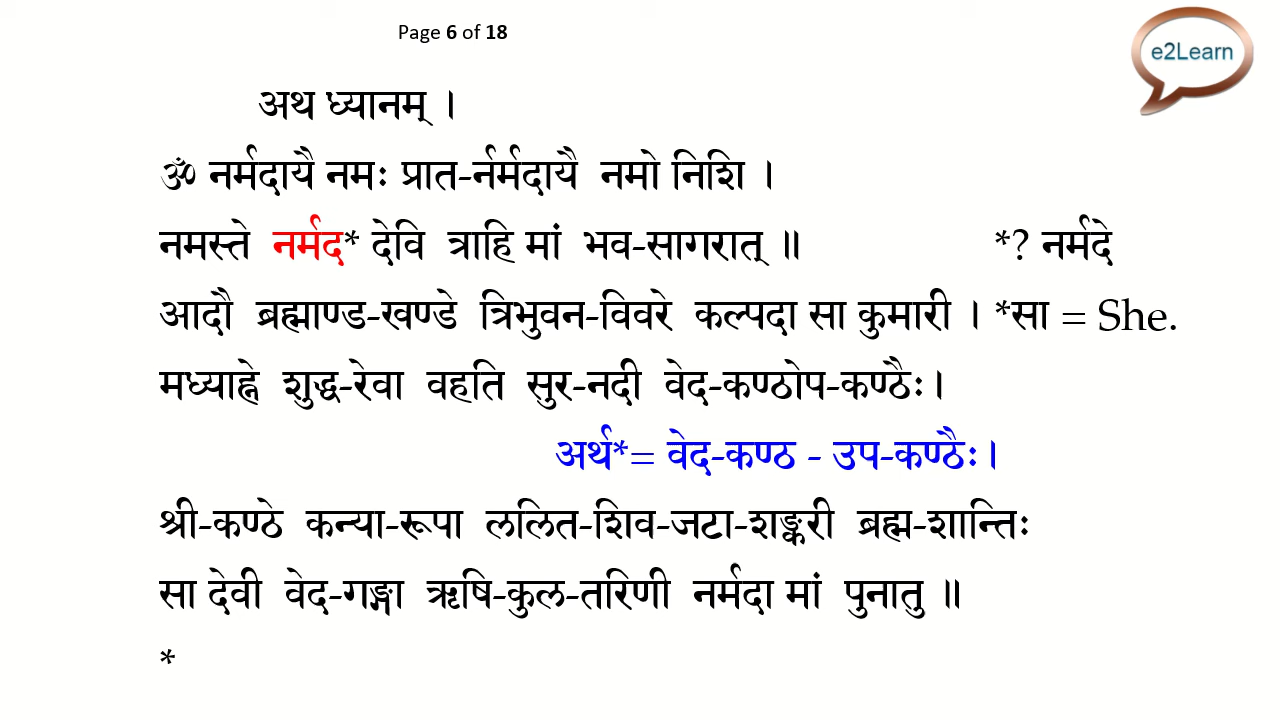 Page 6 of 18
e2Learn
अथ ध्यानम् ।
ॐ नर्मदायै नमः प्रात-र्नर्मदायै नमो निशि ।
नमस्ते नर्मद* देवि त्राहि मां भव-सागरात् ॥ *? नर्मदे
आदौ ब्रह्माण्ड-खण्डे त्रिभुवन-विवरे कल्पदा सा कुमारी । *सा = She.
मध्याह्ने शुद्ध-रेवा वहति सुर-नदी वेद-कण्ठोप-कण्ठैः।
अर्थ*= वेद-कण्ठ - उप-कण्ठैः।
श्री-कण्ठे कन्या-रूपा ललित-शिव-जटा-शङ्करी ब्रह्म-शान्तिः
सा देवी वेद-गङ्गा ऋषि-कुल-तरिणी नर्मदा मां पुनातु ॥
*